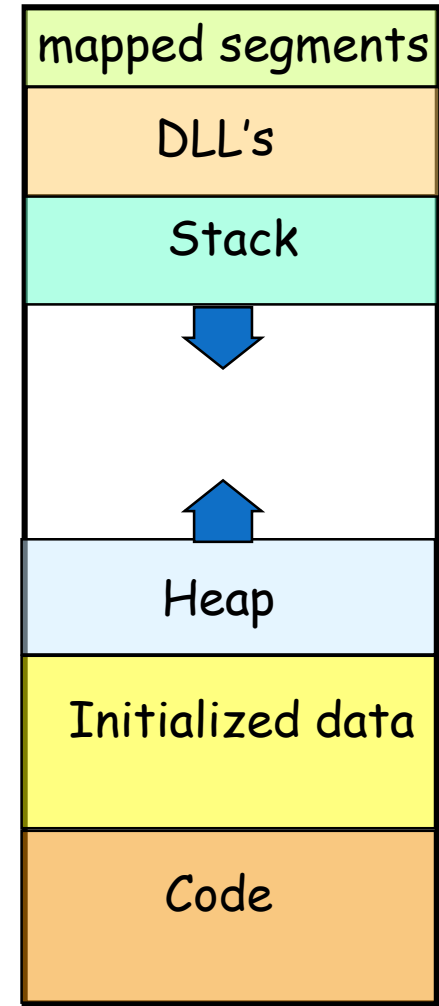 mapped segments
DLL's
Stack
Heap
Initialized data
Code